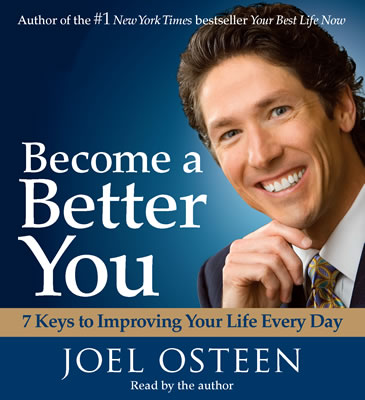 Author of the #1 New York Times bestseller Your Best Life Now
Become a
Better
You
7 Keys to Improving Your Life Every Day
JOEL OSTEEN
Read by the author